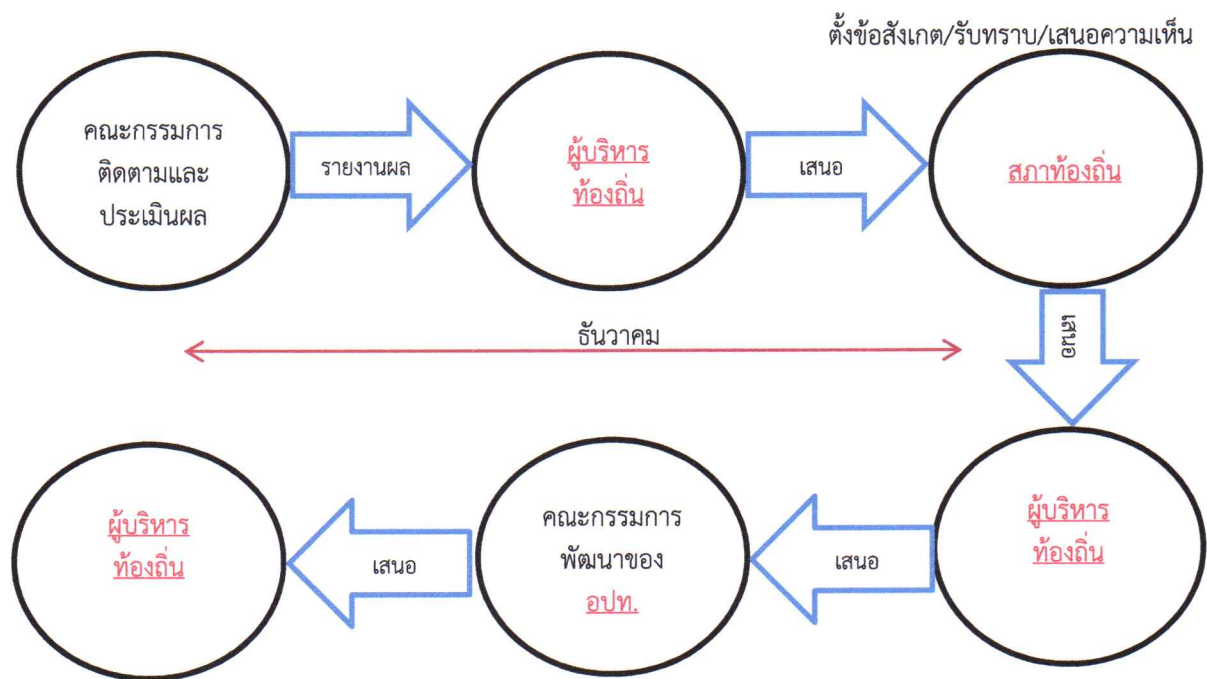 ตั้งข้อสังเกต/รับทราบ/เสนอความเห็น
คณะกรรมการ
ติดตามและ
ประเมินผล
รายงานผล
ผู้บริหาร
ท้องถิ่น
เสนอ
สภาท้องถิ่น
เสนอ
ธันวาคม
ผู้บริหาร
ท้องถิ่น
เสนอ
คณะกรรมการ
พัฒนาของ
อปท.
เสนอ
ผู้บริหาร
ท้องถิ่น